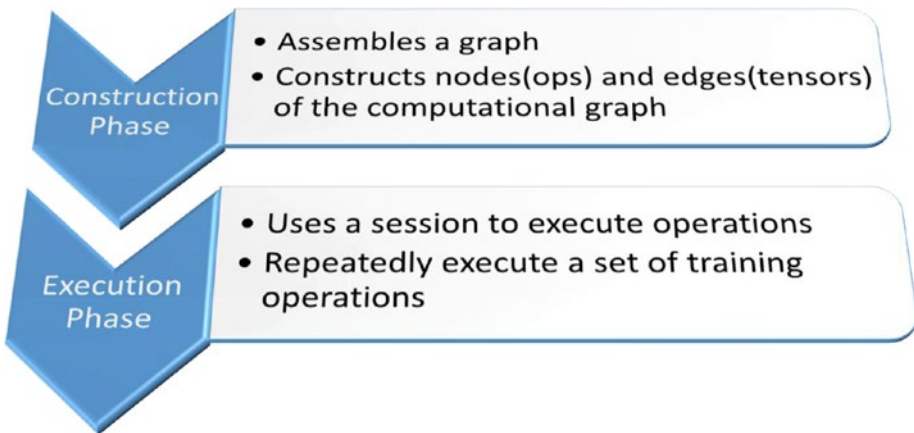 Construction
Phase
• Assembles a graph
• Constructs nodes(ops) and edges(tensors)
of the computational graph
Execution
Phase
• Uses a session to execute operations
• Repeatedly execute a set of training
operations